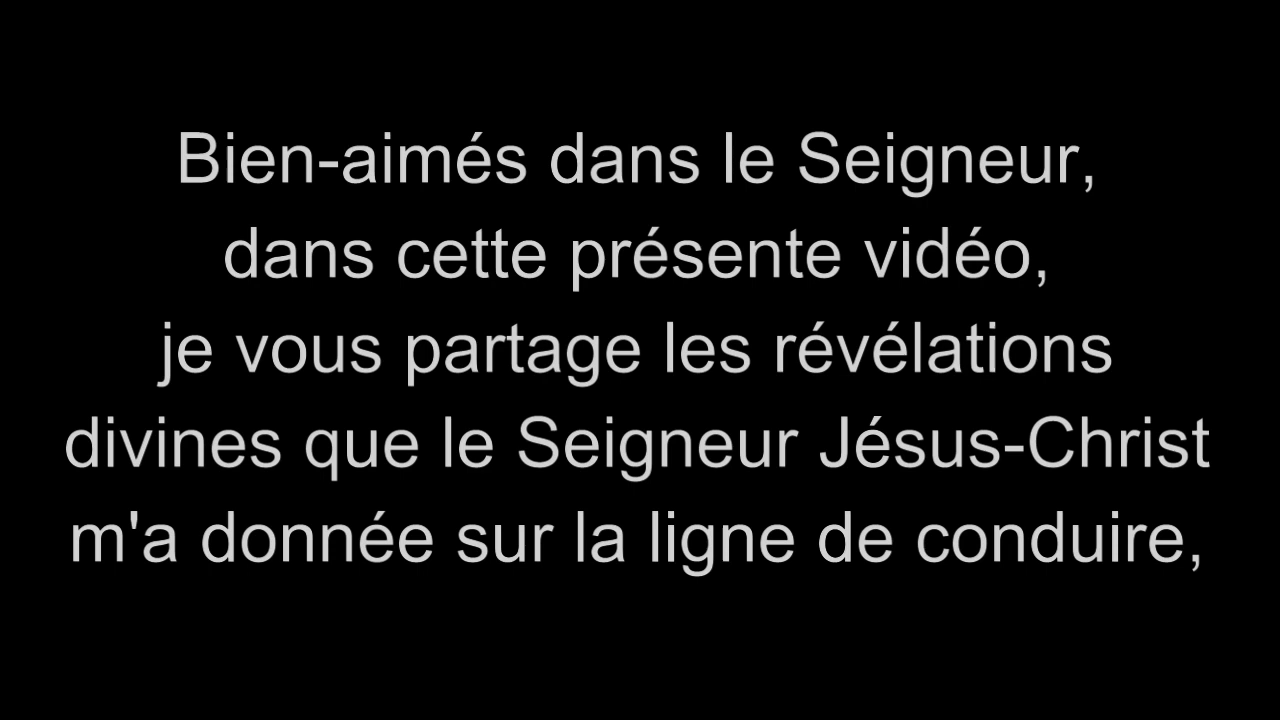 Bien-aimés dans le Seigneur,
dans cette présente vidéo,
je vous partage les révélations
divines que le Seigneur Jésus-Christ
m'a donnée sur la ligne de conduire,